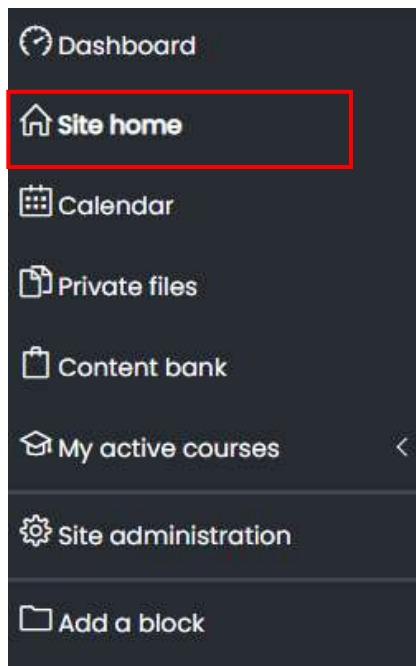 Dashboard
Site home
Calendar
Private files
Content bank
My active courses
Site administration
Add a block